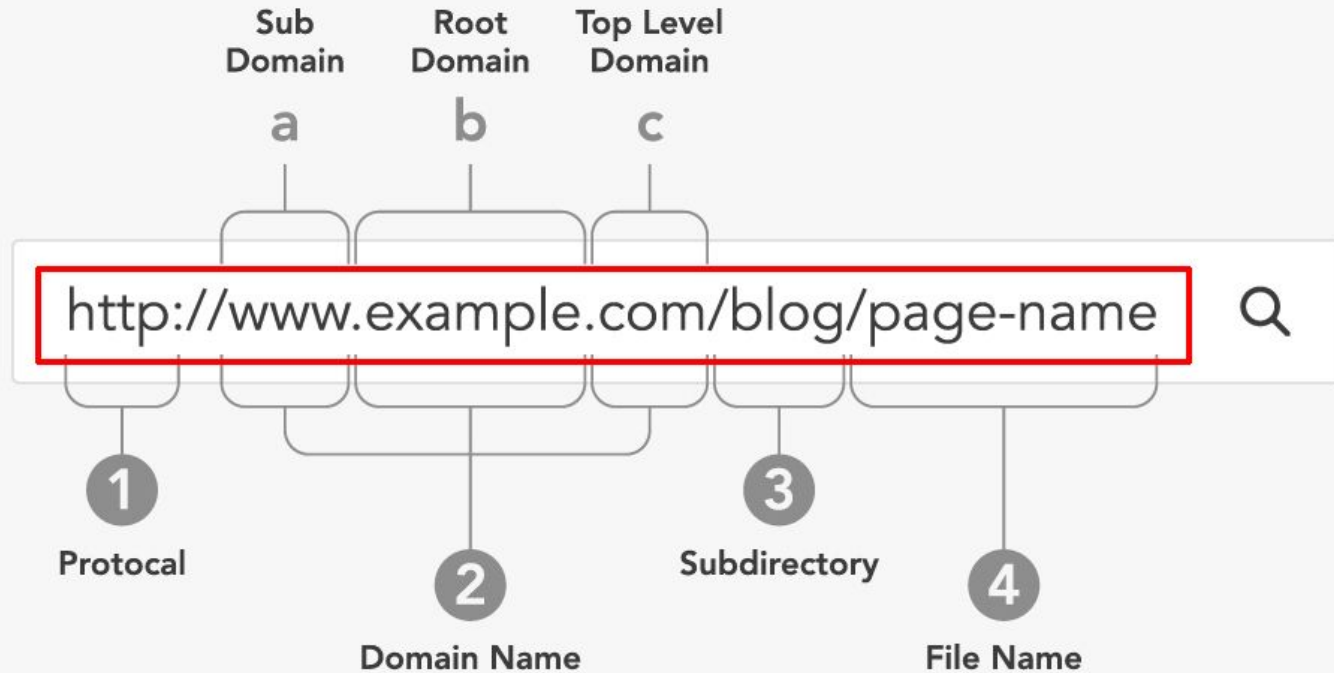 Sub
Domain
Root
Domain
Top Level
Domain
a
b
c
http://www.example.com/blog/page-name
1
Protocal
2
Domain Name
3
Subdirectory
4
File Name